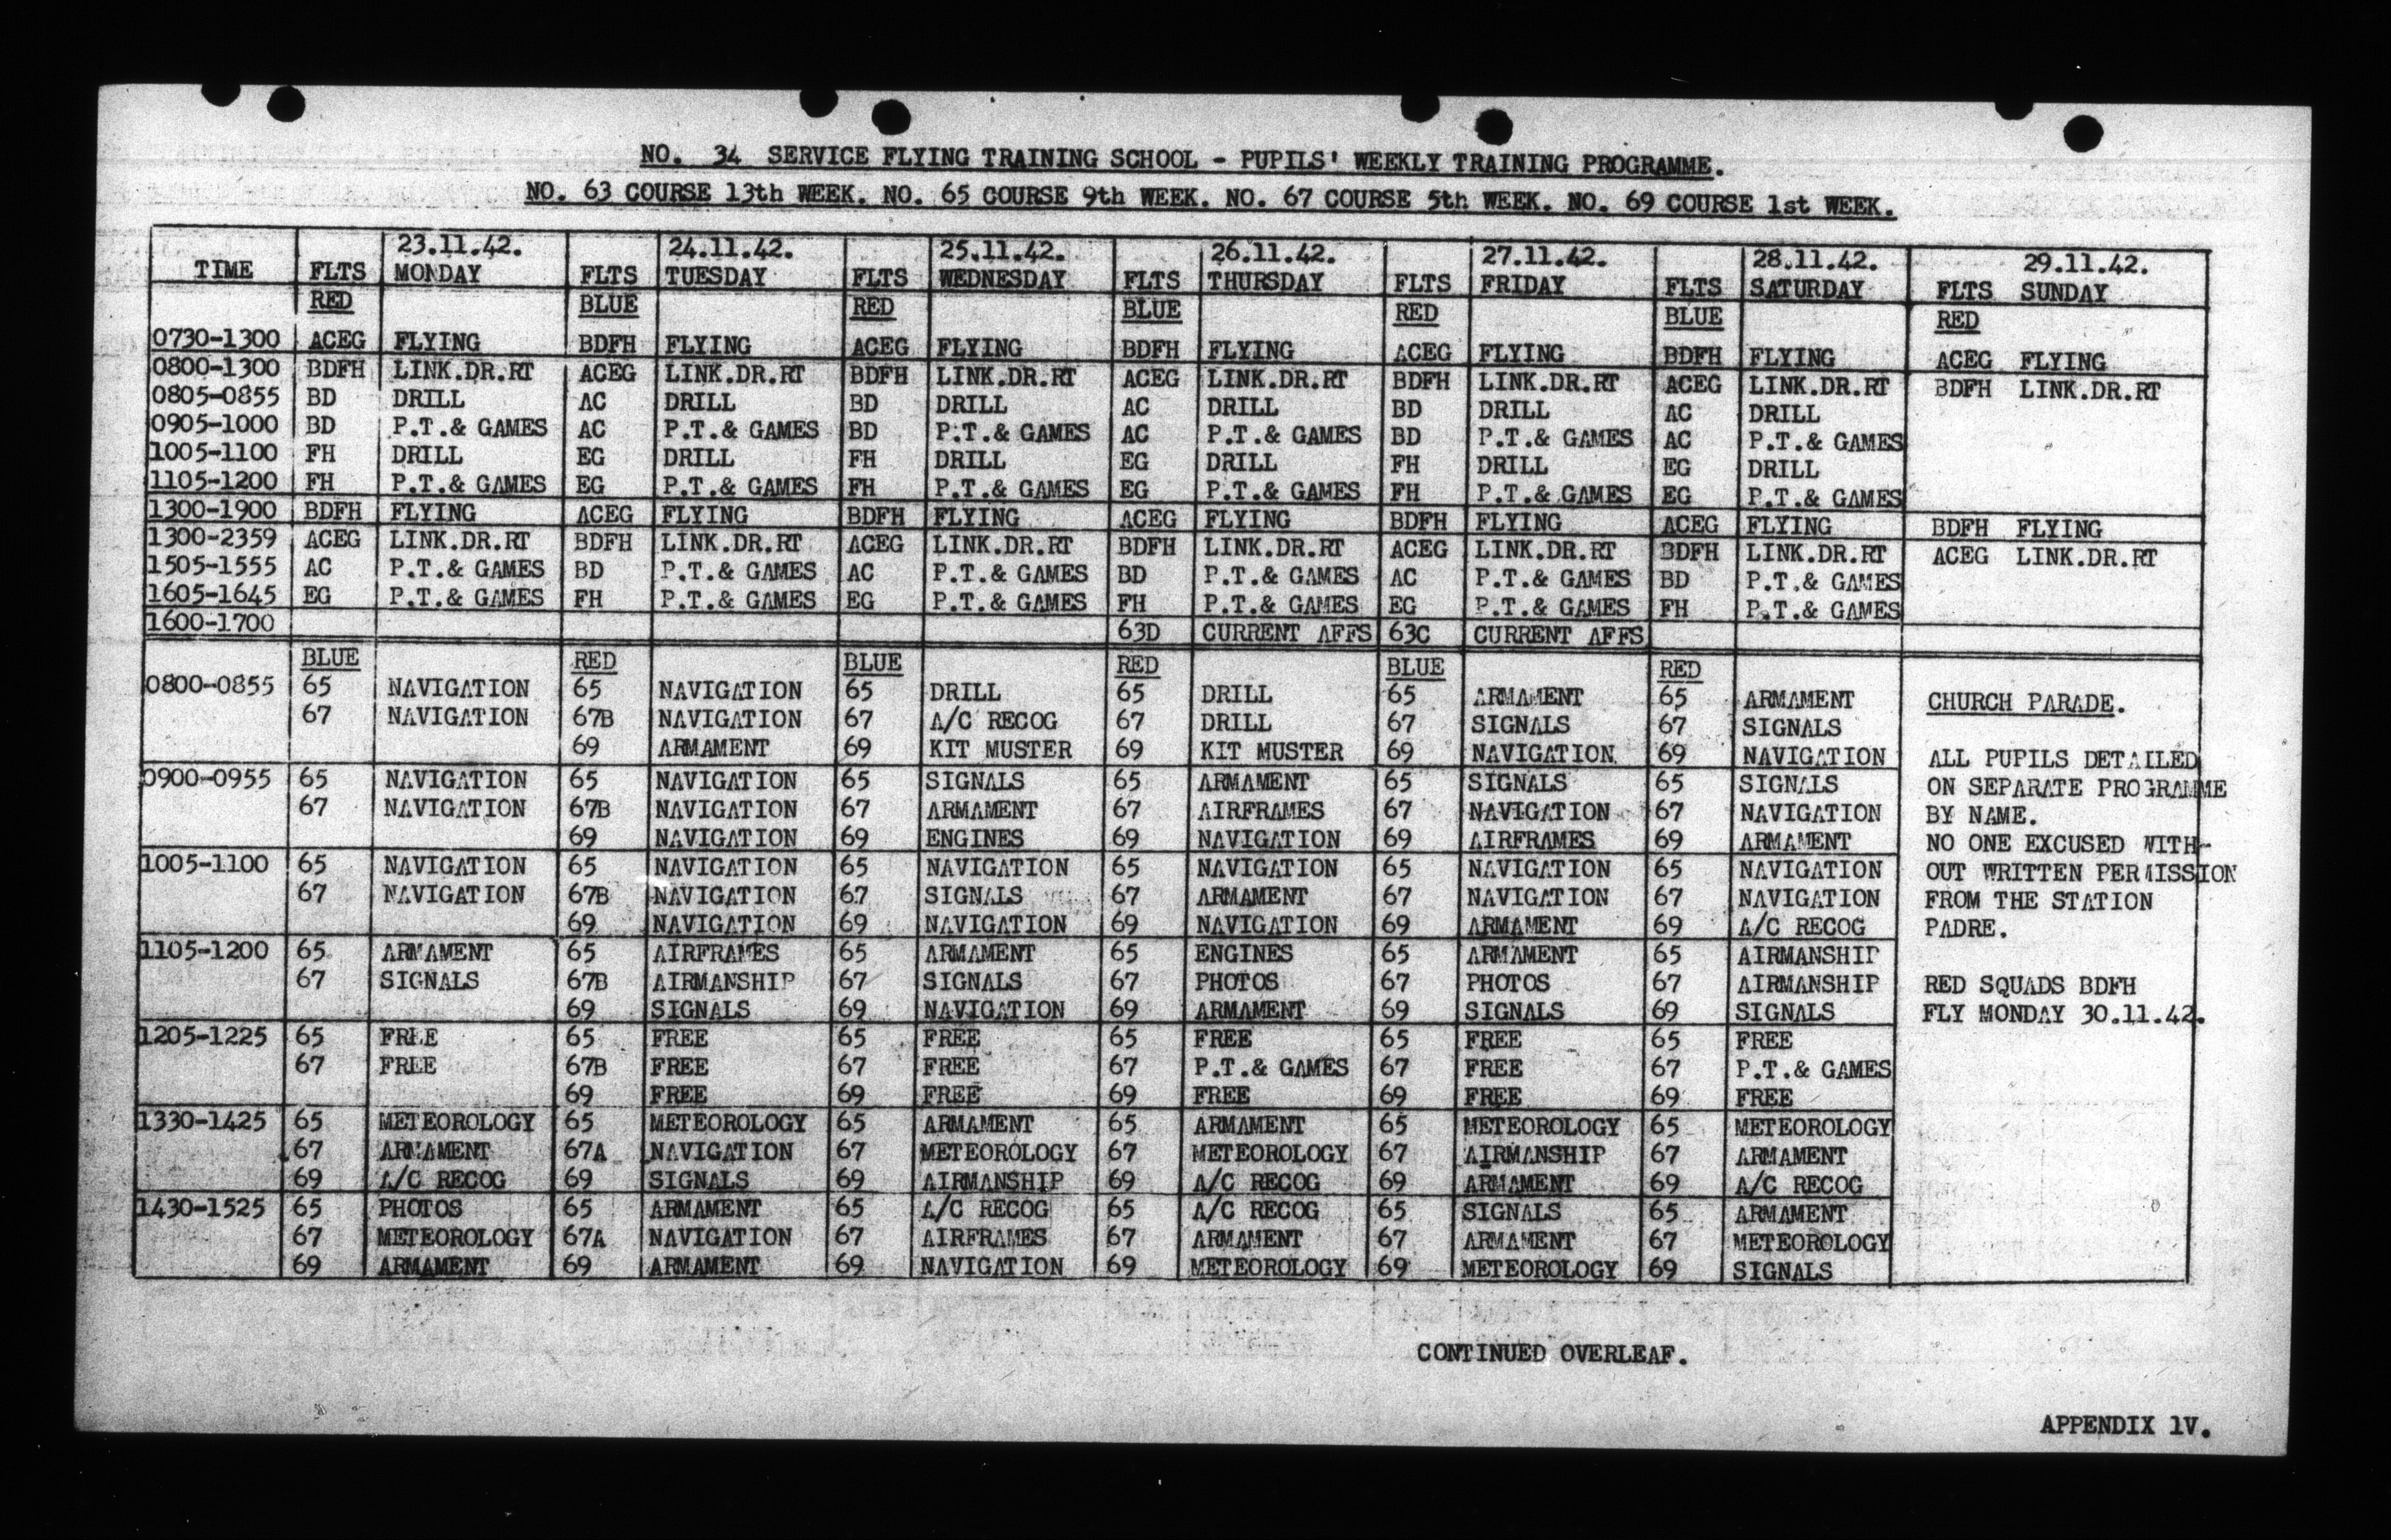 NO. 34 SERVICE FLYING TRAINING SCHOOL - PUPILS' WEEKLY TRAINING PROGRAMME.
NO. 63 COURSE 13th WEEK. NO. 65 COURSE 9th WEEK. NO. 67 COURSE 5th WEEK. NO. 69 COURSE 1st WEEK.
23.11.42. 24.11.42. 25.11.42. 26.11.42. 27.11.42. 28.11.42. 29.11.42.
TIME FLTS MONDAY FLTS TUESDAY FLTS WEDNESDAY FLTS THURSDAY FLTS FRIDAY FLTS SATURDAY FLTS SUNDAY
RED BLUE RED BLUE RED BLUE RED
0730-1300 ACEG FLYING BDFH FLYING ACEG FLYING BDFH FLYING ACEG FLYING BDFH FLYING ACEG FLYING
0800-1300 BDFH LINK.DR.RT ACEG LINK.DR.RT BDFH LINK.DR.RT ACEG LINK.DR.RT BDFH LINK.DR.RT ACEG LINK.DR.RT BDFH LINK.DR.RT
0805-0855 BD DRILL AC DRILL BD DRILL AC DRILL BD DRILL AC DRILL
0905-1000 BD P.T.& GAMES AC P.T.& GAMES BD P.T.& GAMES AC P.T.& GAMES BD P.T.& GAMES AC P.T.& GAMES
1005-1100 FH DRILL EG DRILL FH DRILL EG DRILL FH DRILL EG DRILL
1105-1200 FH P.T.& GAMES EG P.T.& GAMES FH P.T.& GAMES EG P.T.& GAMES FH P.T.& GAMES EG P.T.& GAMES
1300-1900 BDFH FLYING ACEG FLYING BDFH FLYING ACEG FLYING BDFH FLYING ACEG FLYING BDFH FLYING
1300-2359 ACEG LINK.DR.RT BDFH LINK.DR.RT ACEG LINK.DR.RT BDFH LINK.DR.RT ACEG LINK.DR.RT BDFH LINK.DR.RT ACEG LINK.DR.RT
1505-1555 AC P.T.& GAMES BD P.T.& GAMES AC P.T.& GAMES BD P.T.& GAMES AC P.T.& GAMES BD P.T.& GAMES
1605-1645 EG P.T.& GAMES FH P.T.& GAMES EG P.T.& GAMES FH P.T.& GAMES EG P.T.& GAMES FH P.T.& GAMES
1600-1700 63D CURRENT AFFS 63C CURRENT AFFS
BLUE RED BLUE RED BLUE RED
0800-0855 65 NAVIGATION 65 NAVIGATION 65 DRILL 65 DRILL 65 ARMAMENT 65 ARMAMENT CHURCH PARADE.
67 NAVIGATION 67B NAVIGATION 67 A/C RECOG 67 DRILL 67 SIGNALS 67 SIGNALS
69 ARMAMENT 69 KIT MUSTER 69 KIT MUSTER 69 NAVIGATION 69 NAVIGATION ALL PUPILS DETAILED
0900-0955 65 NAVIGATION 65 NAVIGATION 65 SIGNALS 65 ARMAMENT 65 SIGNALS 65 SIGNALS ON SEPARATE PROGRAMME
67 NAVIGATION 67B NAVIGATION 67 ARMAMENT 67 AIRFRAMES 67 NAVIGATION 67 NAVIGATION BY NAME.
69 NAVIGATION 69 ENGINES 69 NAVIGATION 69 AIRFRAMES 69 ARMAMENT NO ONE EXCUSED WITH-
1005-1100 65 NAVIGATION 65 NAVIGATION 65 NAVIGATION 65 NAVIGATION 65 NAVIGATION 65 NAVIGATION OUT WRITTEN PERMISSION
67 NAVIGATION 67B NAVIGATION 67 SIGNALS 67 ARMAMENT 67 NAVIGATION 67 NAVIGATION FROM THE STATION
69 NAVIGATION 69 NAVIGATION 69 NAVIGATION 69 ARMAMENT 69 A/C RECOG PADRE.
1105-1200 65 ARMAMENT 65 AIRFRAMES 65 ARMAMENT 65 ENGINES 65 ARMAMENT 65 AIRMANSHIP
67 SIGNALS 67B AIRMANSHIP 67 SIGNALS 67 PHOTOS 67 PHOTOS 67 AIRMANSHIP RED SQUADS BDFH
69 SIGNALS 69 NAVIGATION 69 ARMAMENT 69 SIGNALS 69 SIGNALS FLY MONDAY 30.11.42.
1205-1225 65 FREE 65 FREE 65 FREE 65 FREE 65 FREE 65 FREE
67 FREE 67B FREE 67 FREE 67 P.T.& GAMES 67 FREE 67 P.T.& GAMES
69 FREE 69 FREE 69 FREE 69 FREE 69 FREE
1330-1425 65 METEOROLOGY 65 METEOROLOGY 65 ARMAMENT 65 ARMAMENT 65 METEOROLOGY 65 METEOROLOGY
67 ARMAMENT 67A NAVIGATION 67 METEOROLOGY 67 METEOROLOGY 67 AIRMANSHIP 67 ARMAMENT
69 A/C RECOG 69 SIGNALS 69 AIRMANSHIP 69 A/C RECOG 69 ARMAMENT 69 A/C RECOG
1430-1525 65 PHOTOS 65 ARMAMENT 65 A/C RECOG 65 A/C RECOG 65 SIGNALS 65 ARMAMENT
67 METEOROLOGY 67A NAVIGATION 67 AIRFRAMES 67 ARMAMENT 67 ARMAMENT 67 METEOROLOGY
69 ARMAMENT 69 ARMAMENT 69 NAVIGATION 69 METEOROLOGY 69 METEOROLOGY 69 SIGNALS
CONTINUED OVERLEAF.
APPENDIX 1V.